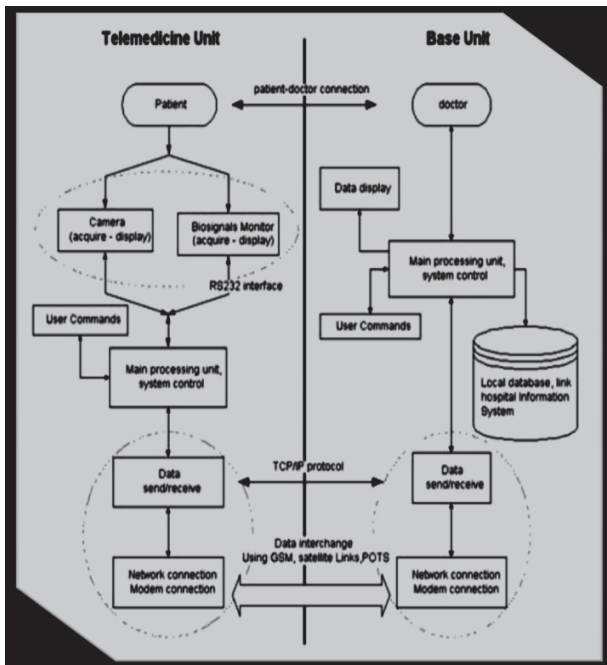 Telemedicine Unit
Base Unit
Patient
patient-doctor connection
doctor
Camera
(acquire - display)
Biosignals Monitor
(acquire - display)
RS232 interface
Data display
User Commands
Main processing unit,
system control
Main processing unit,
system control
User Commands
Local database, link
hospital Information
System
Data
send/receive
TCP/IP protocol
Data
send/receive
Data interchange
Using GSM, satellite Links,POTS
Network connection
Modem connection
Network connection
Modem connection